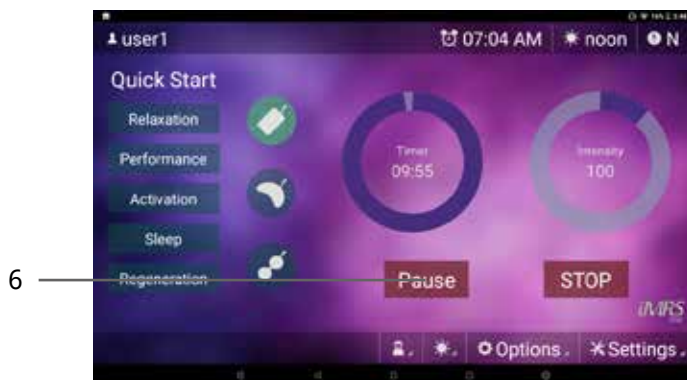 user1 07:04 AM noon N
Quick Start
Relaxation
Performance
Activation
Sleep
Regeneration
Timer
09:55
Intensity
100
6
Pause
STOP
iMRS
Options
Settings